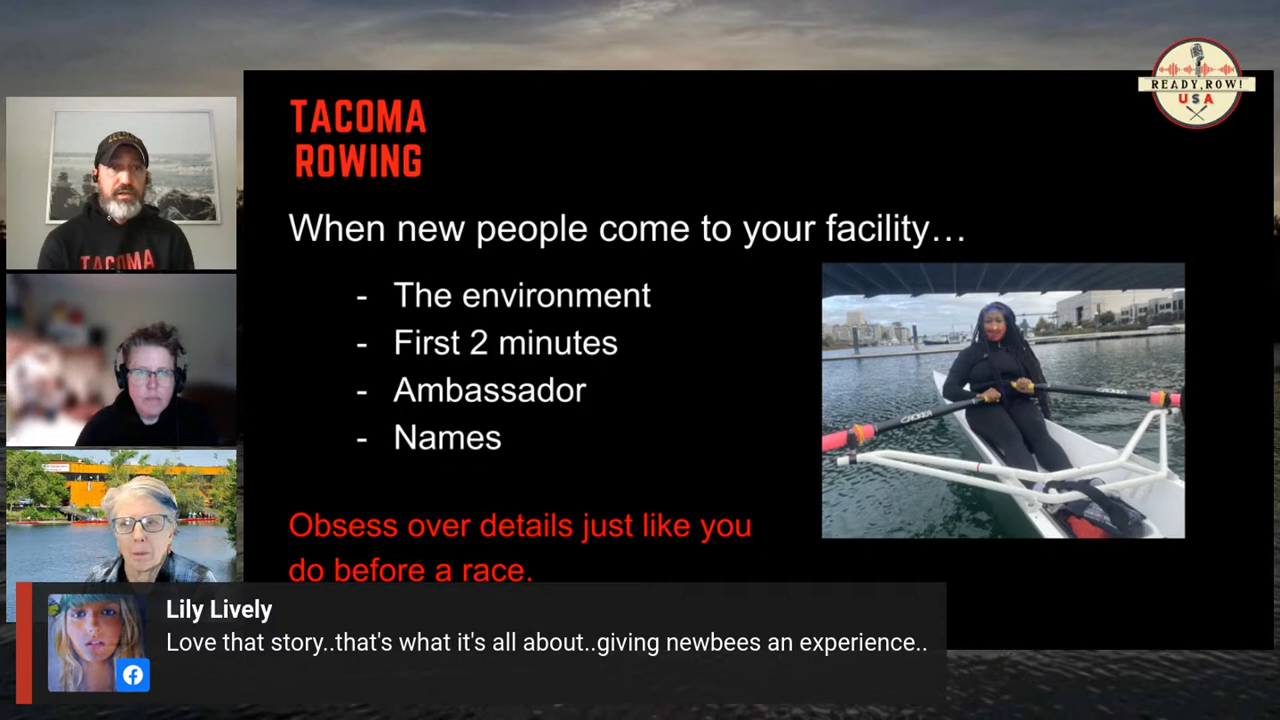 READY, ROW!
USA
TACOMA
ROWING
When new people come to your facility…
- The environment
- First 2 minutes
- Ambassador
- Names
Obsess over details just like you
do before a race.
TACOMA
CROKER
CROKER
Lily Lively
Love that story..that's what it's all about..giving newbees an experience..